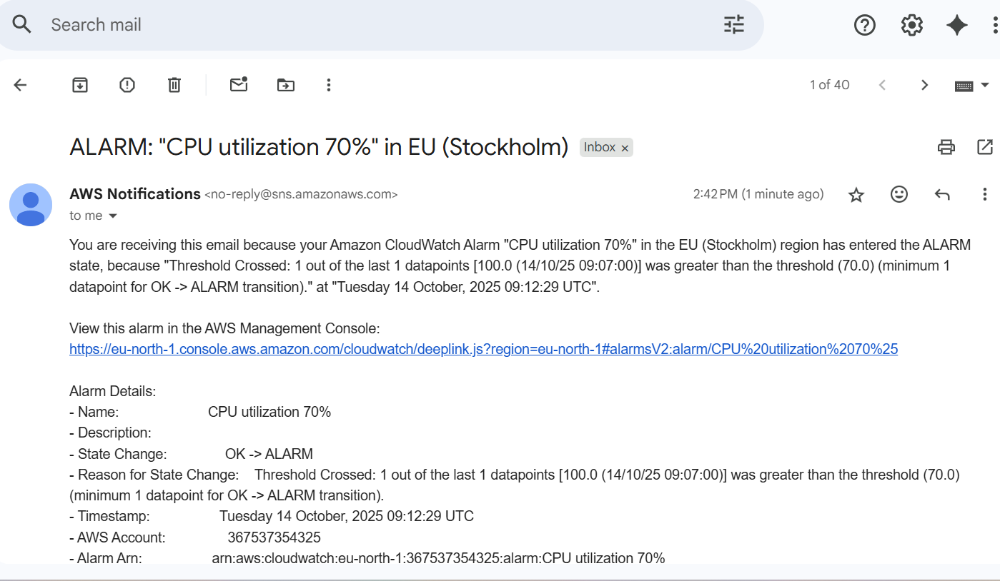 Search mail
1 of 40
ALARM: "CPU utilization 70%" in EU (Stockholm)
Inbox ×
AWS Notifications <no-reply@sns.amazonaws.com>
2:42 PM (1 minute ago)
to me
You are receiving this email because your Amazon CloudWatch Alarm "CPU utilization 70%" in the EU (Stockholm) region has entered the ALARM
state, because "Threshold Crossed: 1 out of the last 1 datapoints [100.0 (14/10/25 09:07:00)] was greater than the threshold (70.0) (minimum 1
datapoint for OK -> ALARM transition)." at "Tuesday 14 October, 2025 09:12:29 UTC".
View this alarm in the AWS Management Console:
https://eu-north-1.console.aws.amazon.com/cloudwatch/deeplink.js?region=eu-north-1#alarmsV2:alarm/CPU%20utilization%2070%25
Alarm Details:
- Name: CPU utilization 70%
- Description:
- State Change: OK -> ALARM
- Reason for State Change: Threshold Crossed: 1 out of the last 1 datapoints [100.0 (14/10/25 09:07:00)] was greater than the threshold (70.0)
(minimum 1 datapoint for OK -> ALARM transition).
- Timestamp: Tuesday 14 October, 2025 09:12:29 UTC
- AWS Account: 367537354325
- Alarm Arn: arn:aws:cloudwatch:eu-north-1:367537354325:alarm:CPU utilization 70%